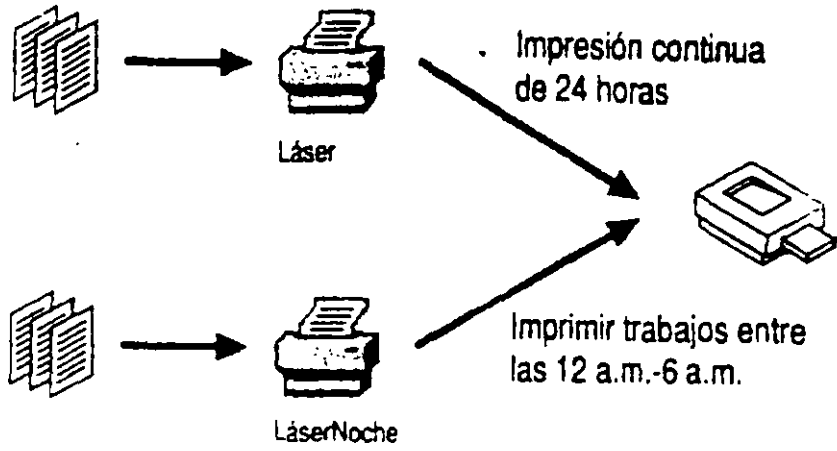 Impresión continua
de 24 horas
Láser
Imprimir trabajos entre
las 12 a.m.-6 a.m.
LáserNoche